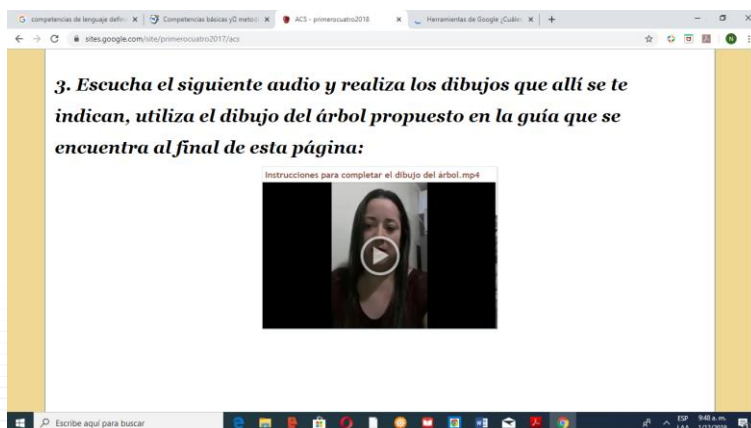 competencias de lenguaje defin
Competencias básicas y
ACS - primerocuatro2018
Herramientas de Google ¿Cuále
sites.google.com/site/primerocuatro2017/acs
3. Escucha el siguiente audio y realiza los dibujos que allí se te
indican, utiliza el dibujo del árbol propuesto en la guía que se
encuentra al final de esta página:
Instrucciones para completar el dibujo del árbol.mp4
Escribe aquí para buscar
ESP
9:48 a. m.
LAA